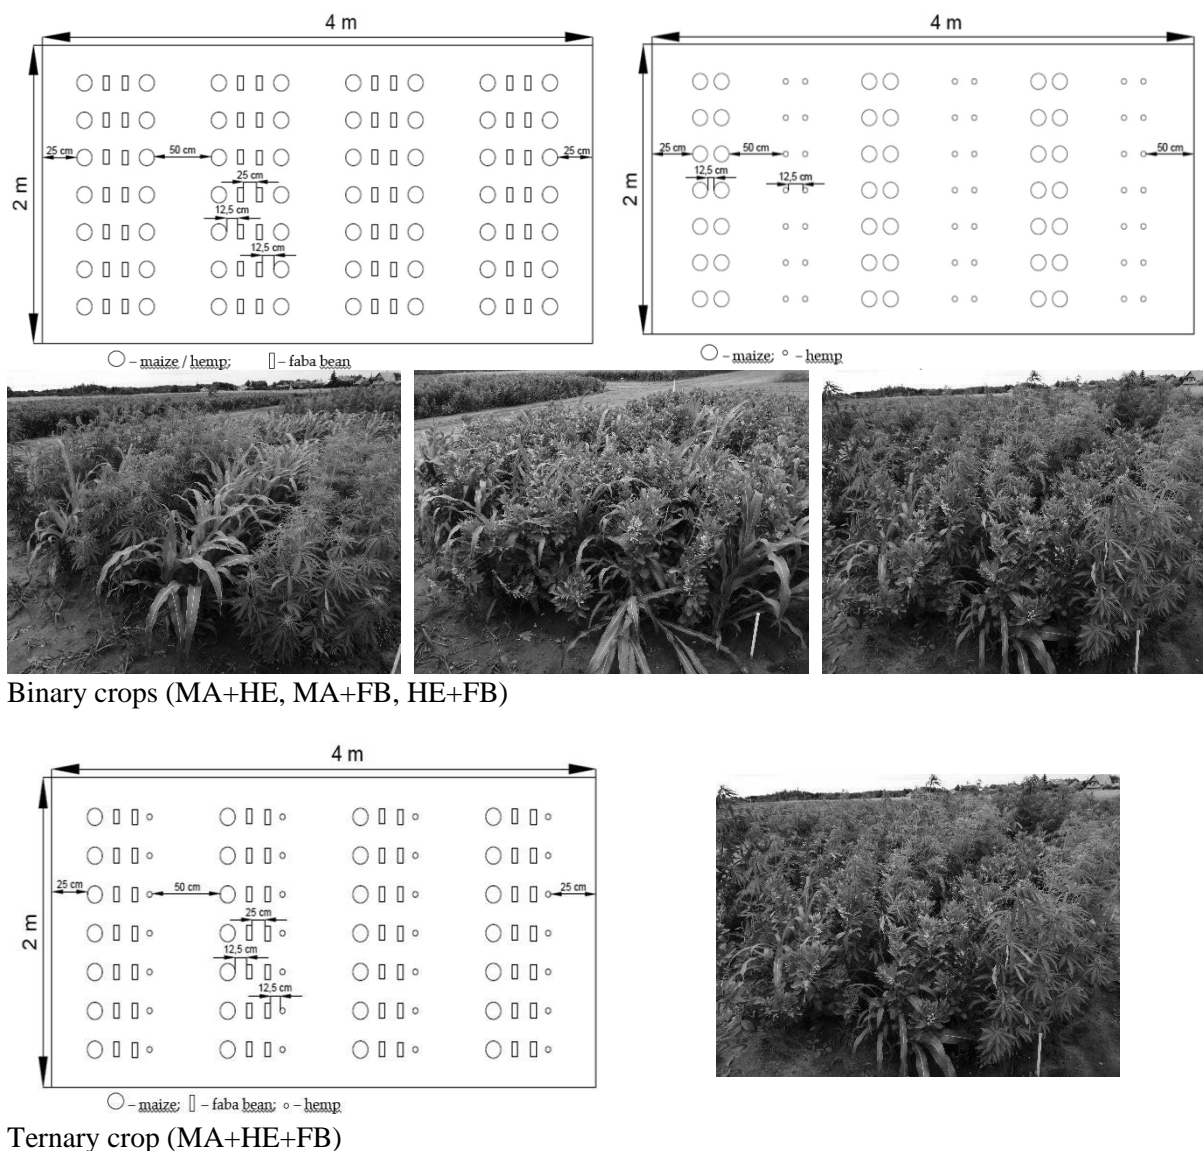 4 m
2 m
25 cm
50 cm
25 cm
25 cm
12,5 cm
12,5 cm
○ – maize / hemp; ▯ – faba bean
4 m
2 m
25 cm
50 cm
50 cm
12,5 cm
12,5 cm
○ – maize; ∘ – hemp
Binary crops (MA+HE, MA+FB, HE+FB)
4 m
2 m
25 cm
50 cm
25 cm
25 cm
12,5 cm
12,5 cm
○ – maize; ▯ – faba bean; ∘ – hemp
Ternary crop (MA+HE+FB)